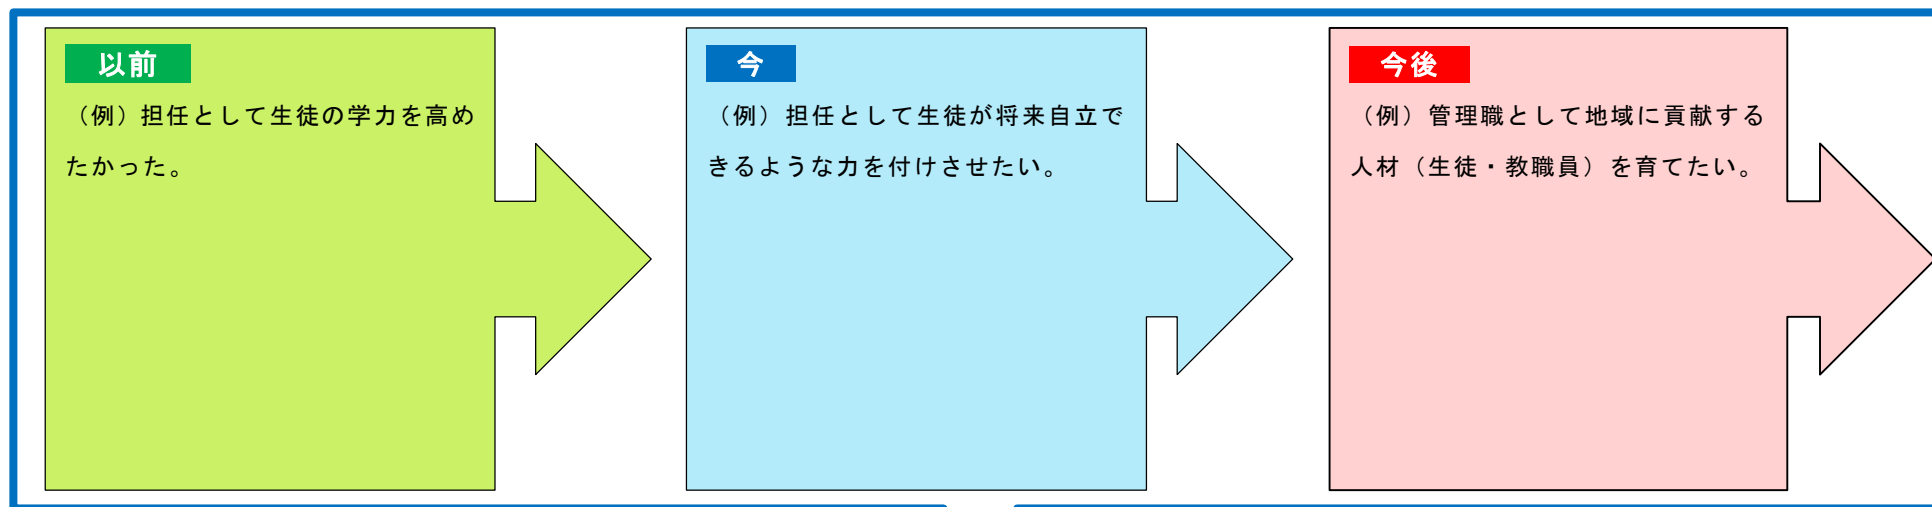 以前
（例）担任として生徒の学力を高め
たかった。
今
（例）担任として生徒が将来自立で
きるような力を付けさせたい。
今後
（例）管理職として地域に貢献する
人材（生徒・教職員）を育てたい。